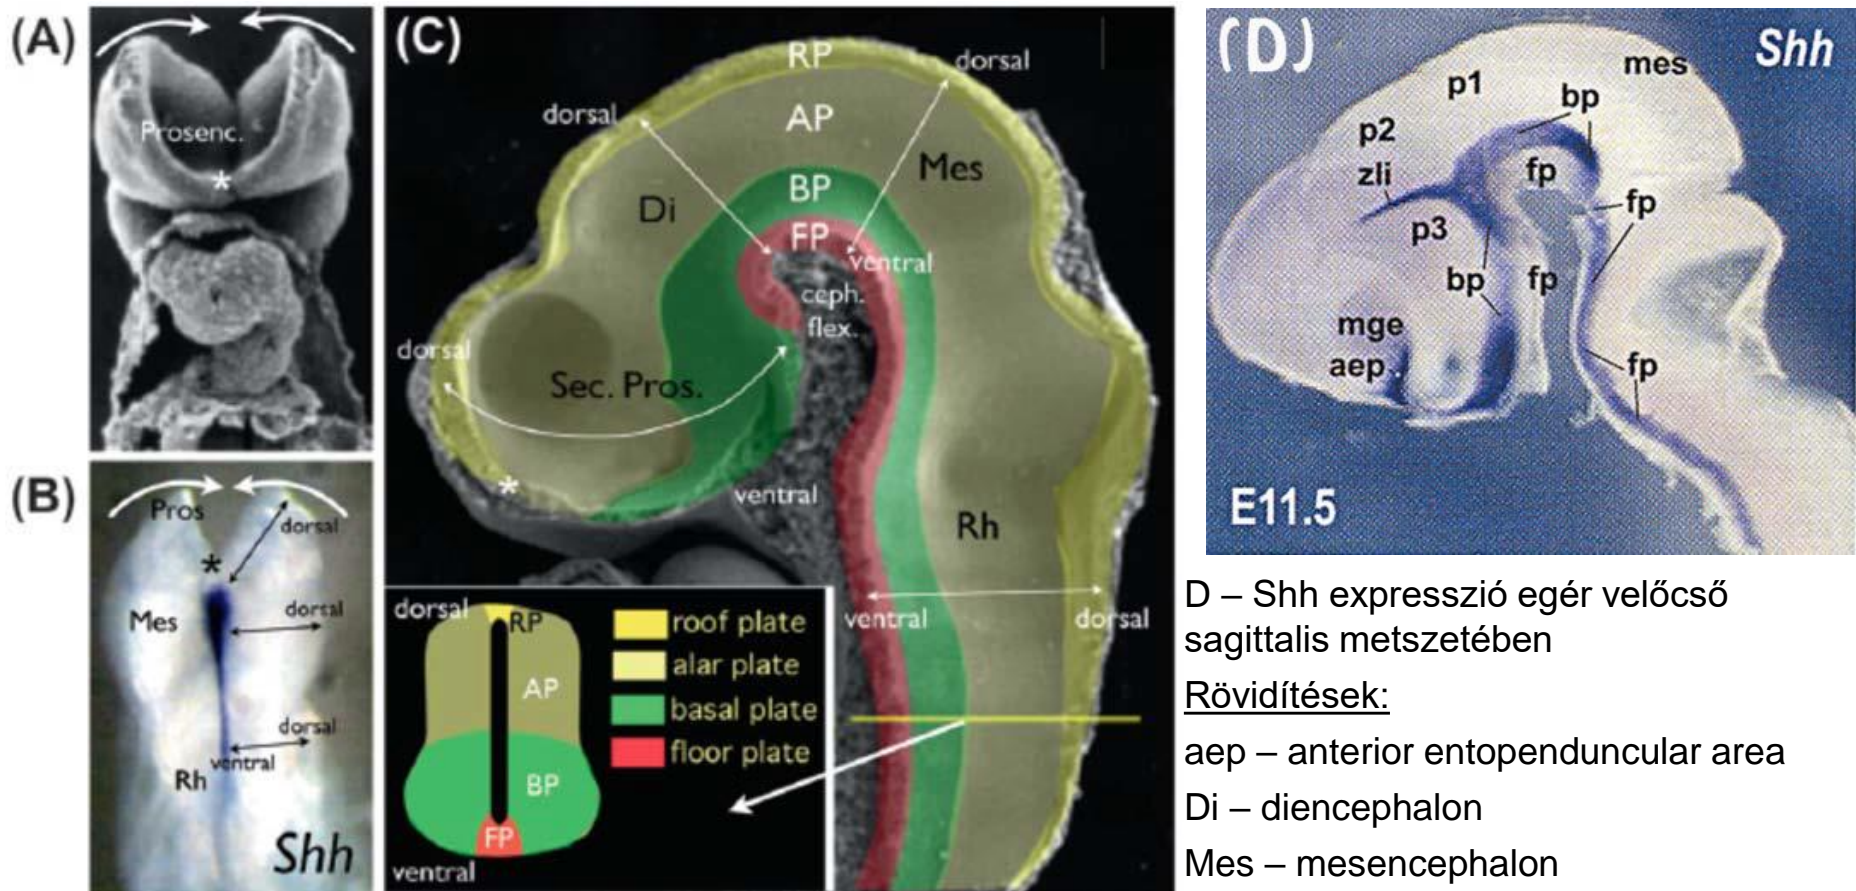 (A)
Prosenc.
*
(B)
Pros
dorsal
*
Mes
dorsal
dorsal
ventral
Rh
Shh
(C)
RP
dorsal
dorsal
AP
Mes
BP
Di
FP
ventral
ceph.
flex.
dorsal
Sec. Pros.
*
ventral
Rh
ventral
dorsal
dorsal
RP
AP
BP
FP
ventral
roof plate
alar plate
basal plate
floor plate
(D)
Shh
mes
p1
bp
p2
zli
fp
fp
p3
bp
fp
mge
aep
fp
E11.5
D – Shh expresszió egér velőcső
sagittalis metszetében
Rövidítések:
aep – anterior entopenduncular area
Di – diencephalon
Mes – mesencephalon